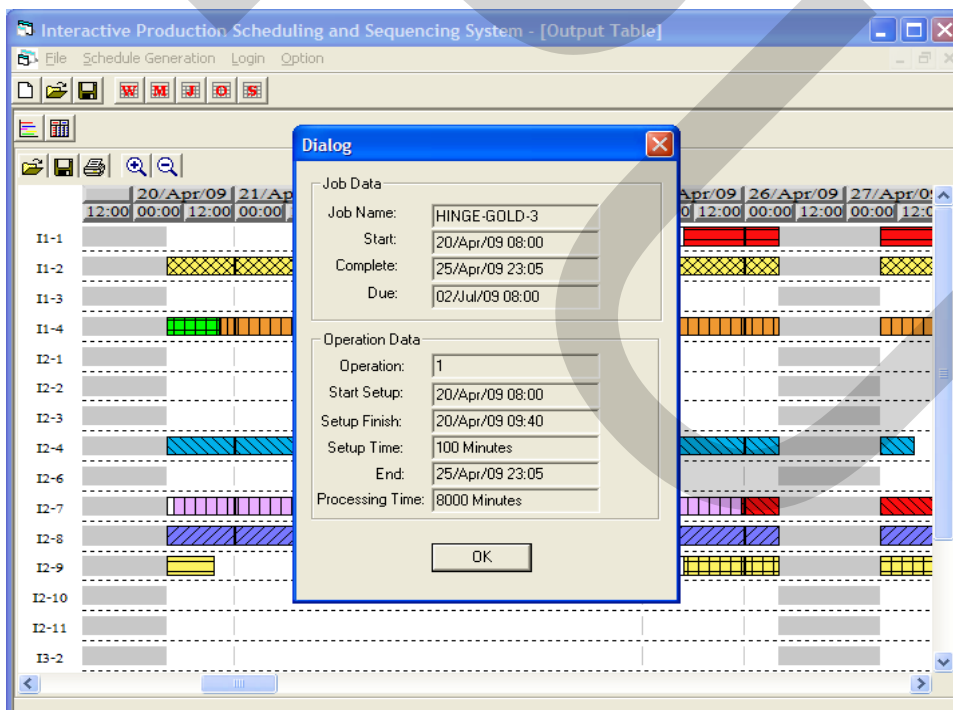 Interactive Production Scheduling and Sequencing System - [Output Table]
File Schedule Generation Login Option
W M J O S
Dialog
Job Data
Job Name: HINGE-GOLD-3
Start: 20/Apr/09 08:00
Complete: 25/Apr/09 23:05
Due: 02/Jul/09 08:00
Operation Data
Operation: 1
Start Setup: 20/Apr/09 08:00
Setup Finish: 20/Apr/09 09:40
Setup Time: 100 Minutes
End: 25/Apr/09 23:05
Processing Time: 8000 Minutes
OK
20/Apr/09 21/Ap Apr/09 26/Apr/09 27/Apr/0
12:00 00:00 12:00 00:00 0 12:00 00:00 12:00 00:00 12:0
I1-1
I1-2
I1-3
I1-4
I2-1
I2-2
I2-3
I2-4
I2-6
I2-7
I2-8
I2-9
I2-10
I2-11
I3-2